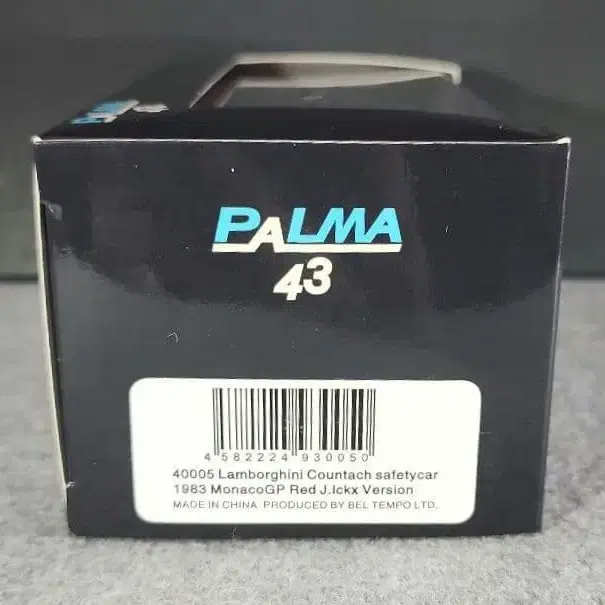 PALMA
PALMA
43
4 582224 930050
40005 Lamborghini Countach safetycar
1983 MonacoGP Red J.Ickx Version
MADE IN CHINA PRODUCED BY BEL TEMPO LTD.